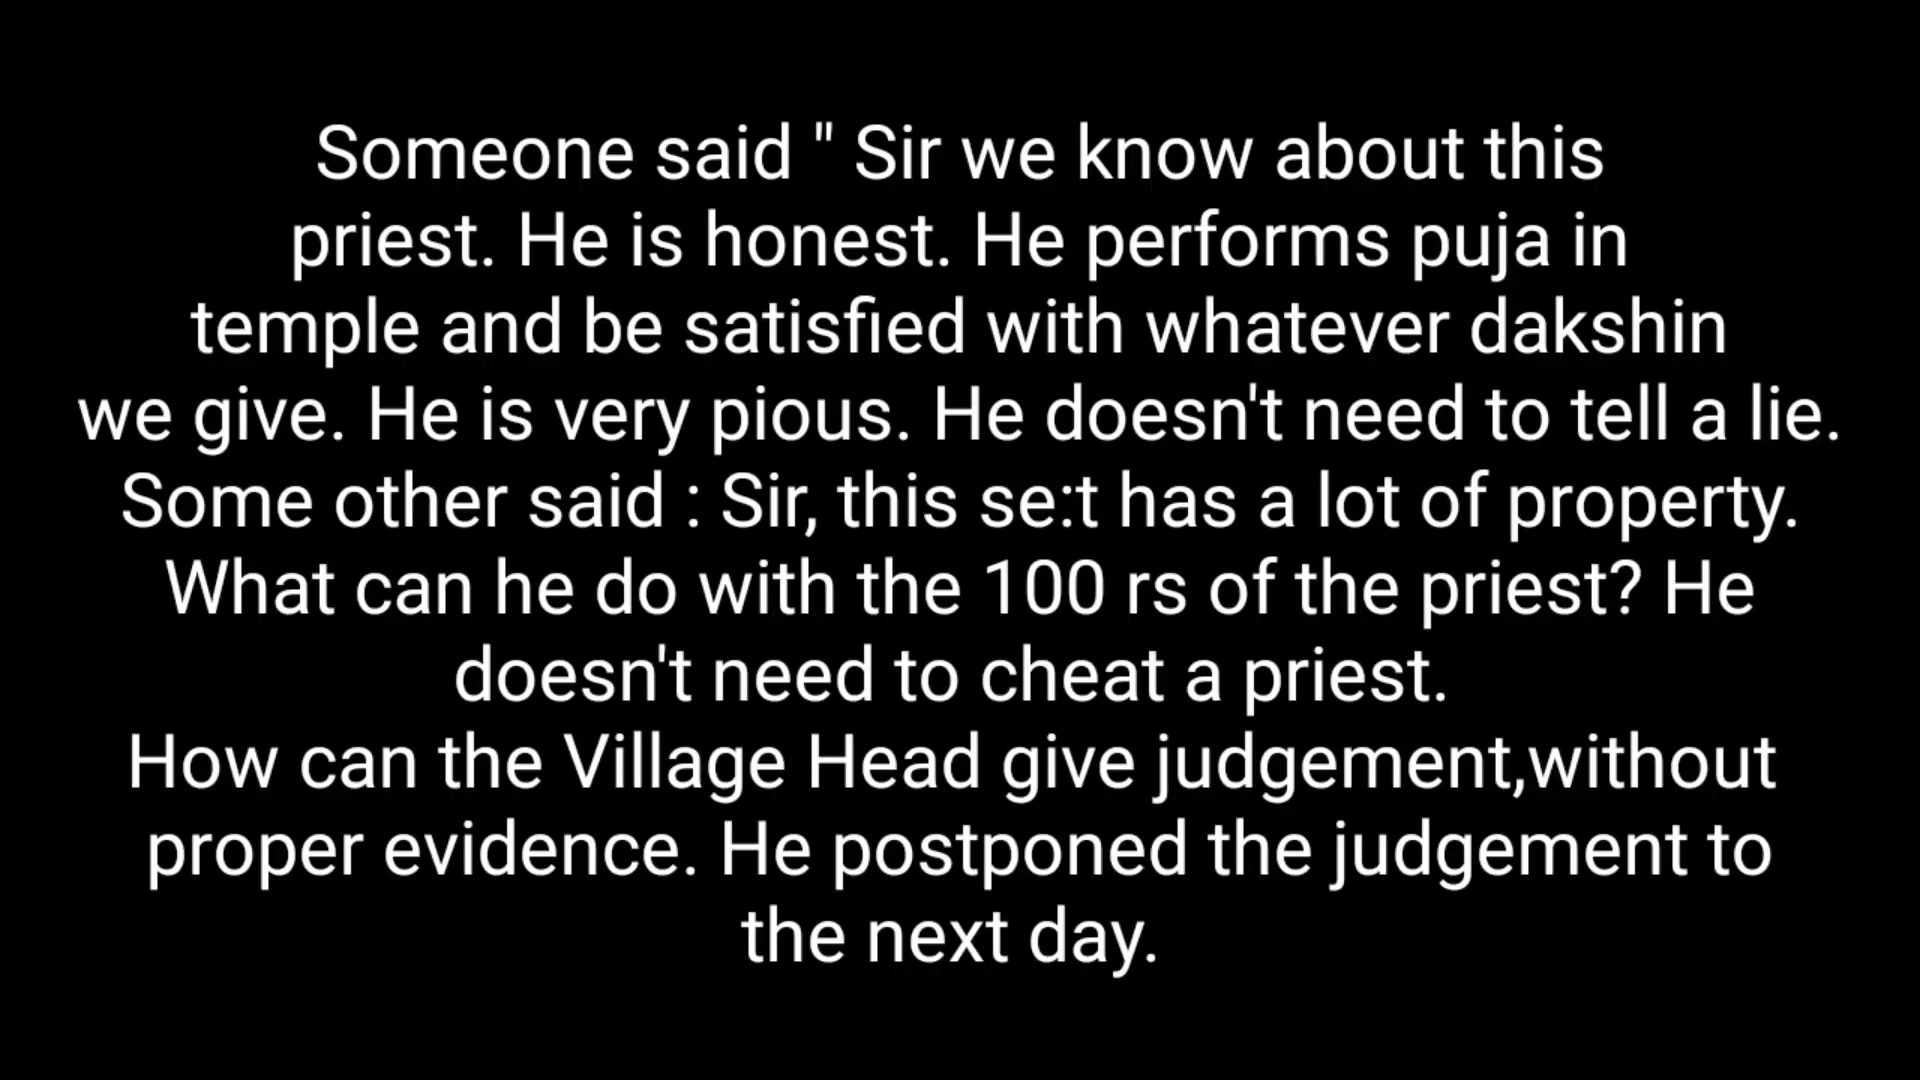 Someone said " Sir we know about this
priest. He is honest. He performs puja in
temple and be satisfied with whatever dakshin
we give. He is very pious. He doesn't need to tell a lie.
Some other said : Sir, this se:t has a lot of property.
What can he do with the 100 rs of the priest? He
doesn't need to cheat a priest.
How can the Village Head give judgement,without
proper evidence. He postponed the judgement to
the next day.